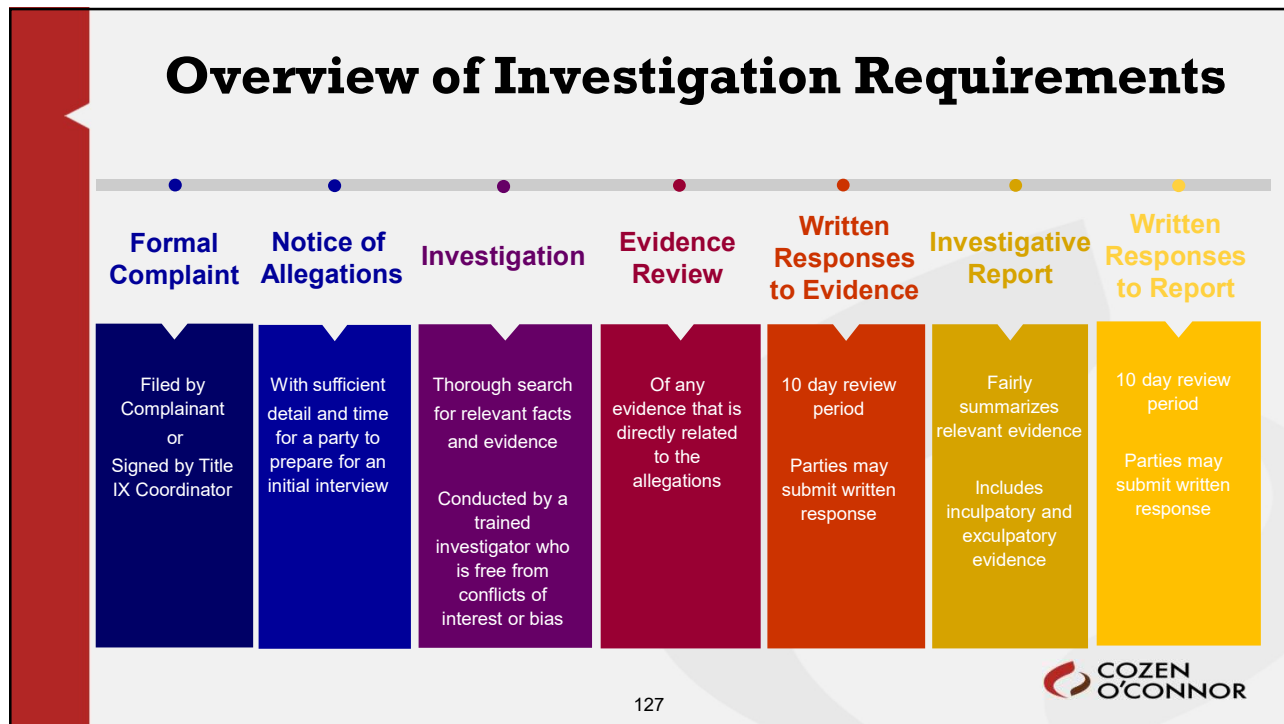 Overview of Investigation Requirements
Formal
Complaint
Notice of
Allegations
Investigation
Evidence
Review
Written
Responses
to Evidence
Investigative
Report
Written
Responses
to Report
Filed by
Complainant
or
Signed by Title
IX Coordinator
With sufficient
detail and time
for a party to
prepare for an
initial interview
Thorough search
for relevant facts
and evidence
Conducted by a
trained
investigator who
is free from
conflicts of
interest or bias
Of any
evidence that is
directly related
to the
allegations
10 day review
period
Parties may
submit written
response
Fairly
summarizes
relevant evidence
Includes
inculpatory and
exculpatory
evidence
10 day review
period
Parties may
submit written
response
127
COZEN
O'CONNOR